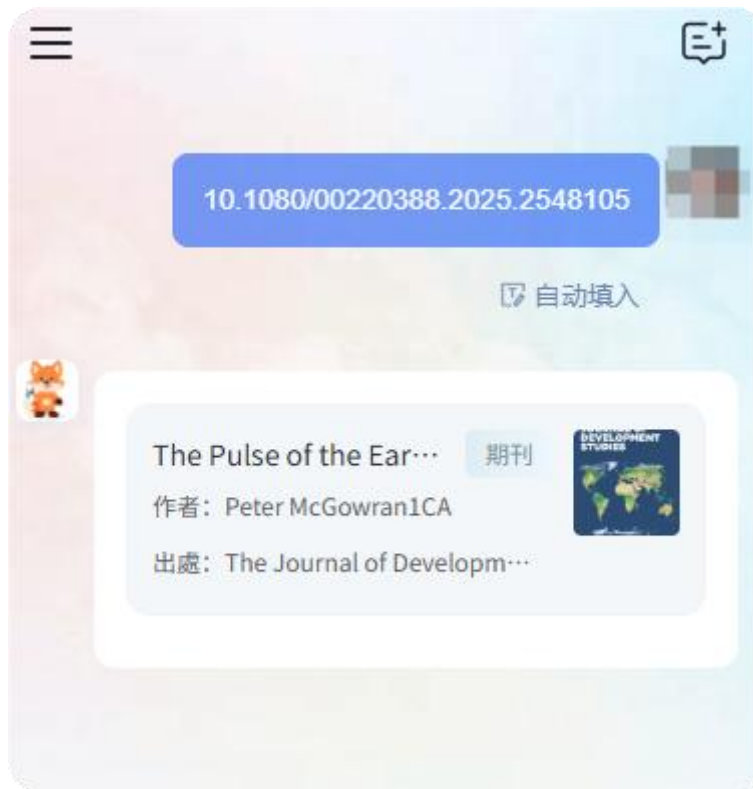 10.1080/00220388.2025.2548105
自动填入
The Pulse of the Ear⋯
期刊
DEVELOPMENT
STUDIES
作者：Peter McGowran1CA
出處：The Journal of Developm⋯